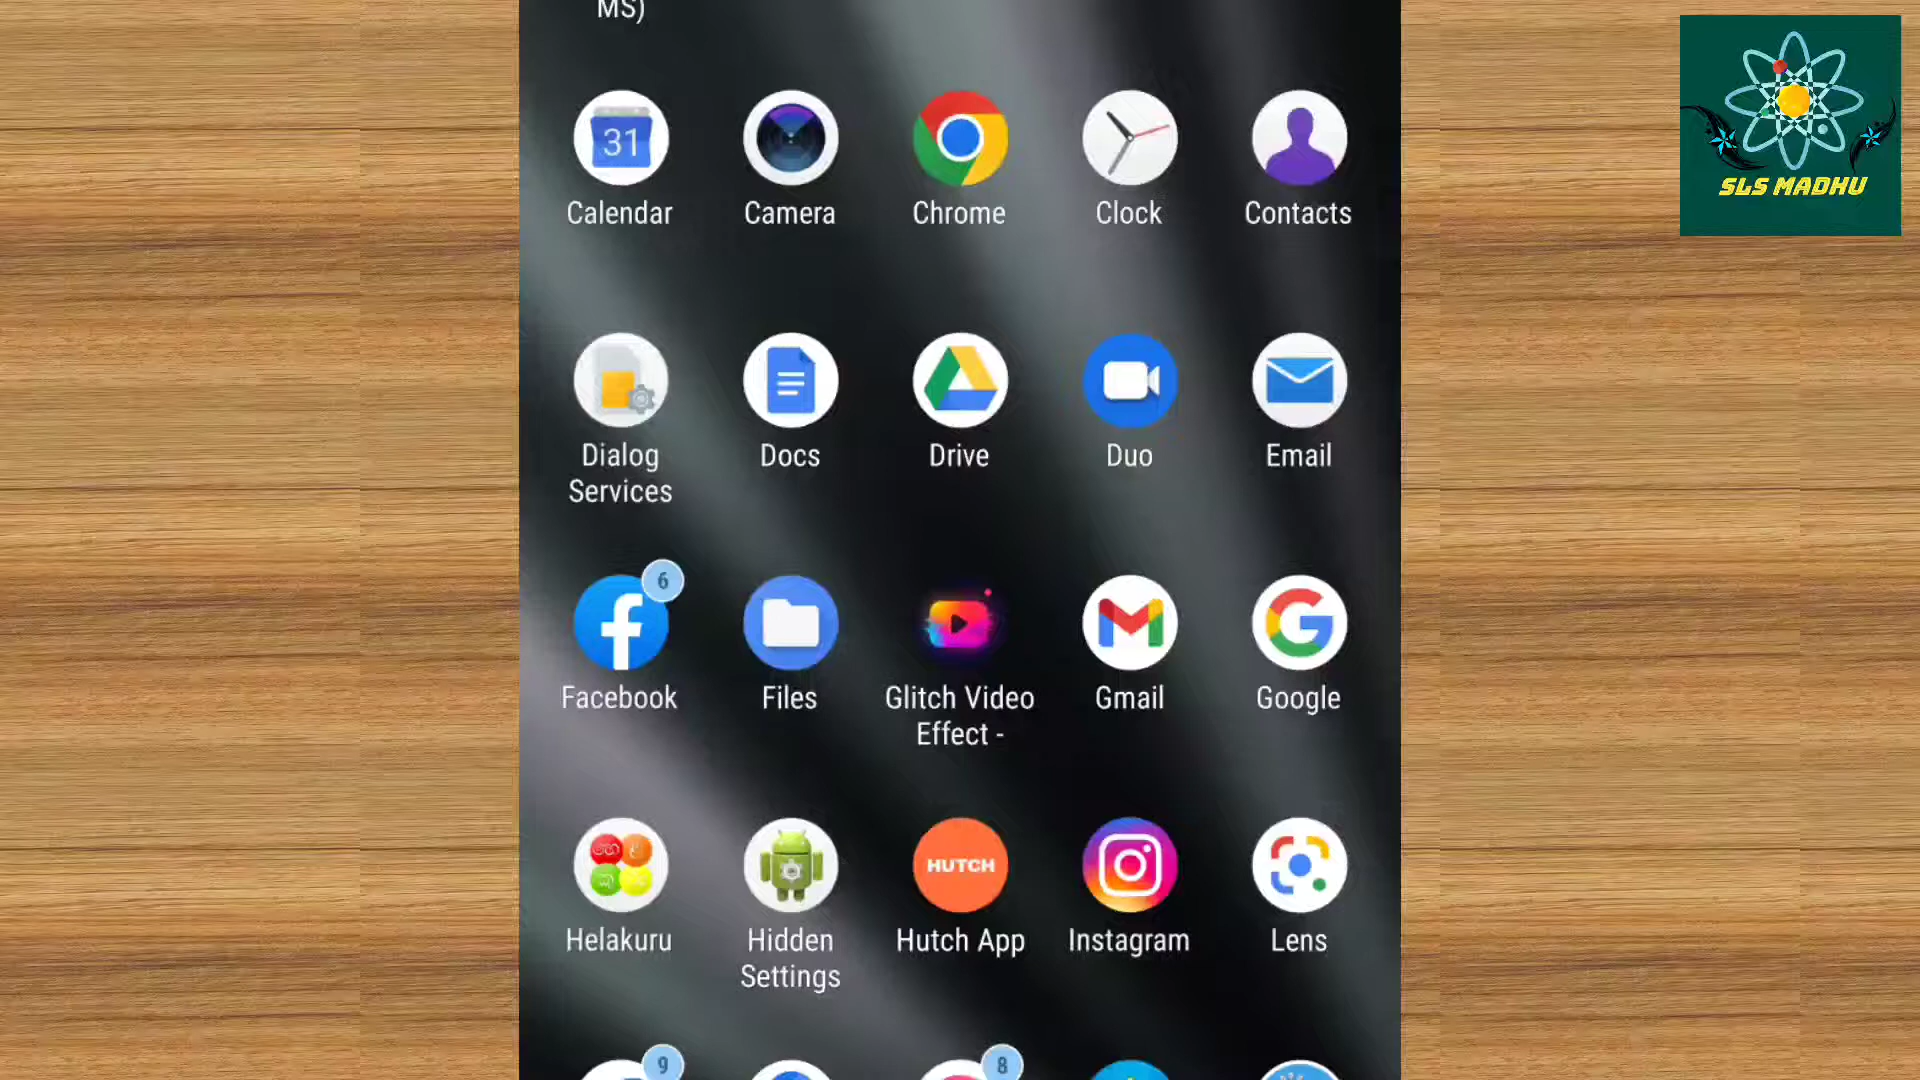 MS)
SLS MADHU
31
Calendar
Camera
Chrome
Clock
Contacts
Dialog
Services
Docs
Drive
Duo
Email
6
Facebook
Files
Glitch Video
Effect -
Gmail
Google
HUTCH
Helakuru
Hidden
Settings
Hutch App
Instagram
Lens
9
8